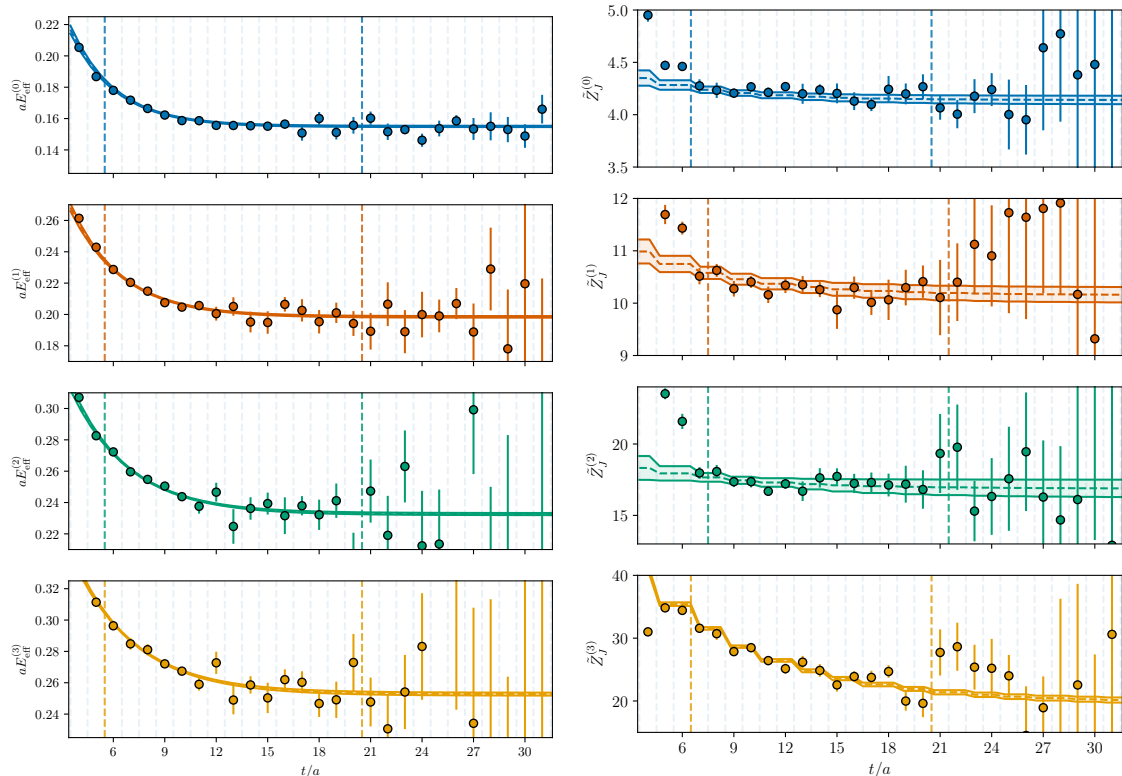 0.22
0.20
0.18
0.16
0.14
aE_eff^(0)
5.0
4.5
4.0
3.5
Z̃_J^(0)
0.26
0.24
0.22
0.20
0.18
aE_eff^(1)
12
11
10
9
Z̃_J^(1)
0.30
0.28
0.26
0.24
0.22
aE_eff^(2)
20
15
Z̃_J^(2)
0.32
0.30
0.28
0.26
0.24
aE_eff^(3)
6 9 12 15 18 21 24 27 30
t/a
40
30
20
Z̃_J^(3)
6 9 12 15 18 21 24 27 30
t/a